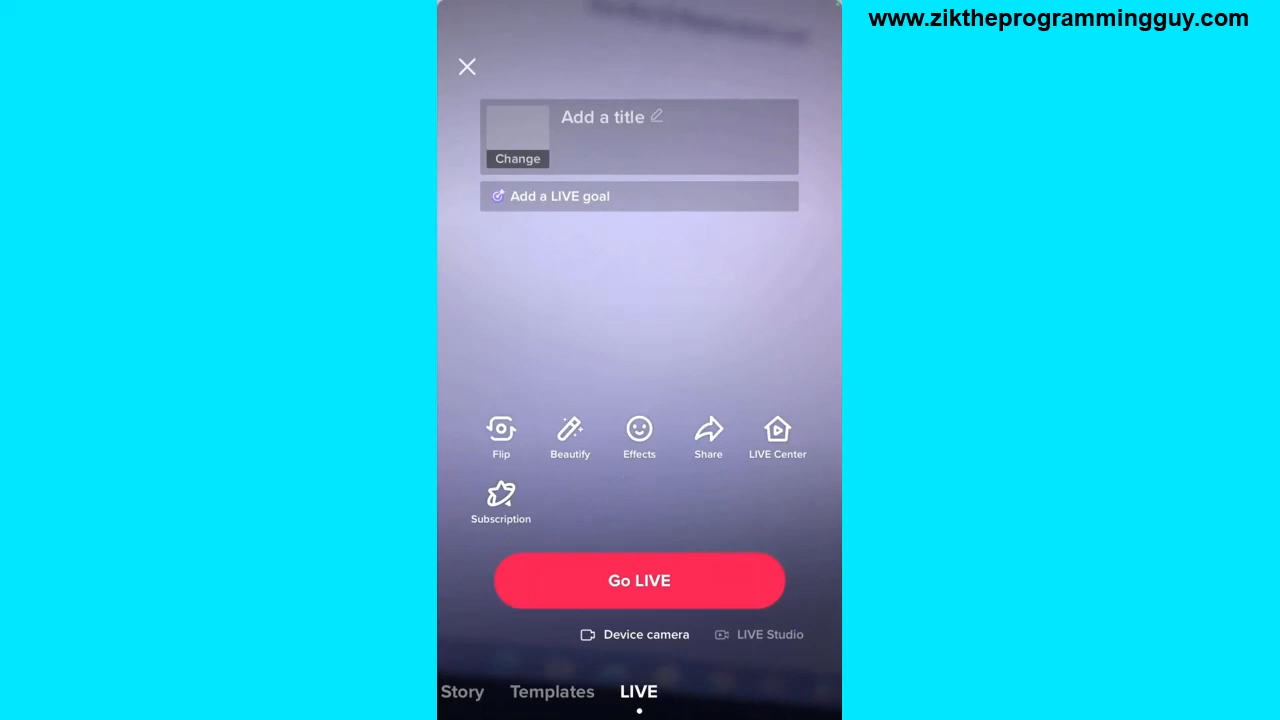 www.ziktheprogrammingguy.com
Add a title
Change
Add a LIVE goal
Flip Beautify Effects Share LIVE Center
Subscription
Go LIVE
Device camera LIVE Studio
Story Templates LIVE